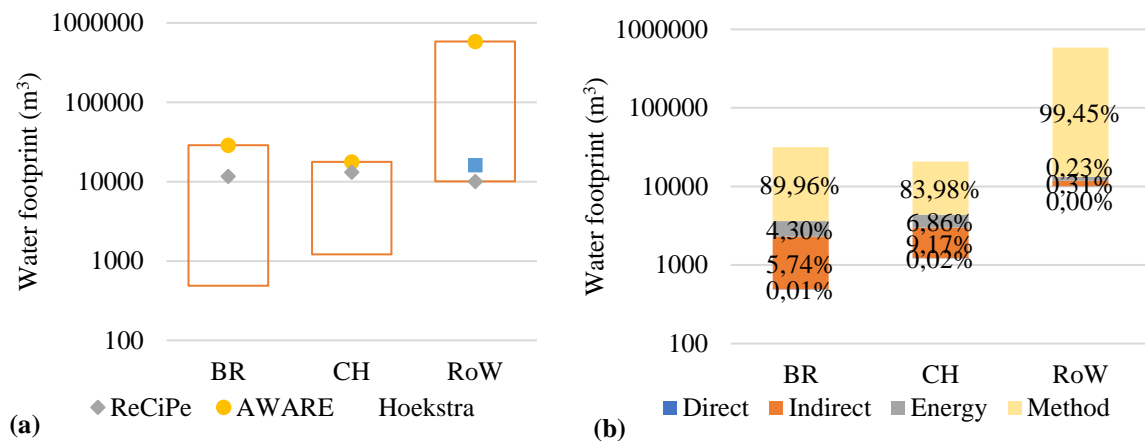 Water footprint (m³)
1000000
100000
10000
1000
100
BR CH RoW
ReCiPe AWARE Hoekstra
(a)
Water footprint (m³)
1000000
100000
10000
1000
100
89,96%
4,30%
5,74%
0,01%
83,98%
6,86%
9,17%
0,02%
99,45%
0,23%
0,31%
0,00%
BR CH RoW
Direct Indirect Energy Method
(b)